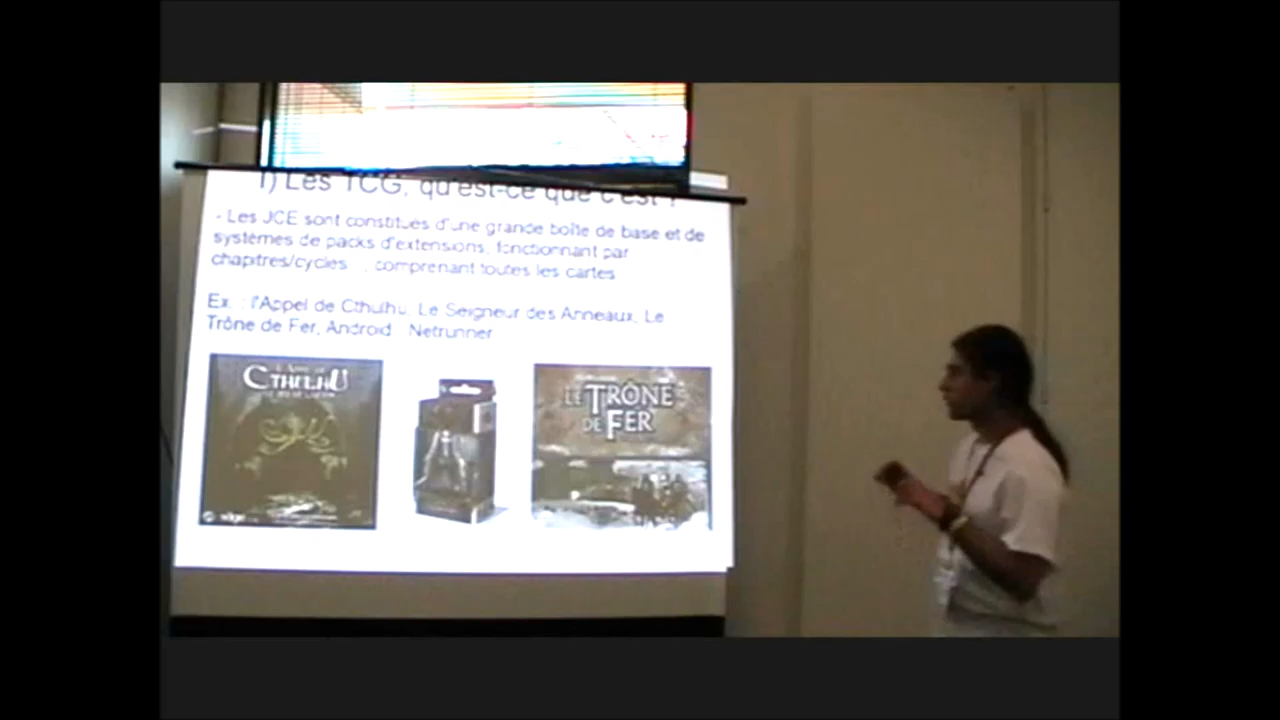 I) Les TCG, qu'est-ce que c'est ?
- Les JCE sont constitués d'une grande boîte de base et de
systèmes de packs d'extensions, fonctionnant par
chapitres/cycles , comprenant toutes les cartes
Ex. : l'Appel de Cthulhu, Le Seigneur des Anneaux, Le
Trône de Fer, Android : Netrunner
CTHULHU
LE TRÔNE
DE FER